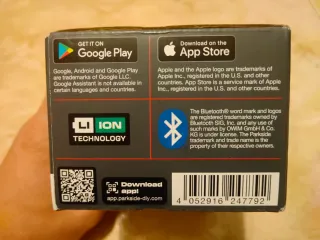 GET IT ON
Google Play
Download on the
App Store
Google, Android and Google Play
are trademarks of Google LLC.
Google Assistant is not available in
certain languages and countries.
Apple and the Apple logo are trademarks of
Apple Inc., registered in the U.S. and other
countries. App Store is a service mark of Apple
Inc., registered in the U.S. and other countries.
LI ION
TECHNOLOGY
The Bluetooth® word mark and logos
are registered trademarks owned by
Bluetooth SIG, Inc. and any use of
such marks by OWIM GmbH & Co.
KG is under license. The Parkside
trademark and trade name is the
property of their respective owners.
Download
app!
app.parkside-diy.com
4 052916 247792